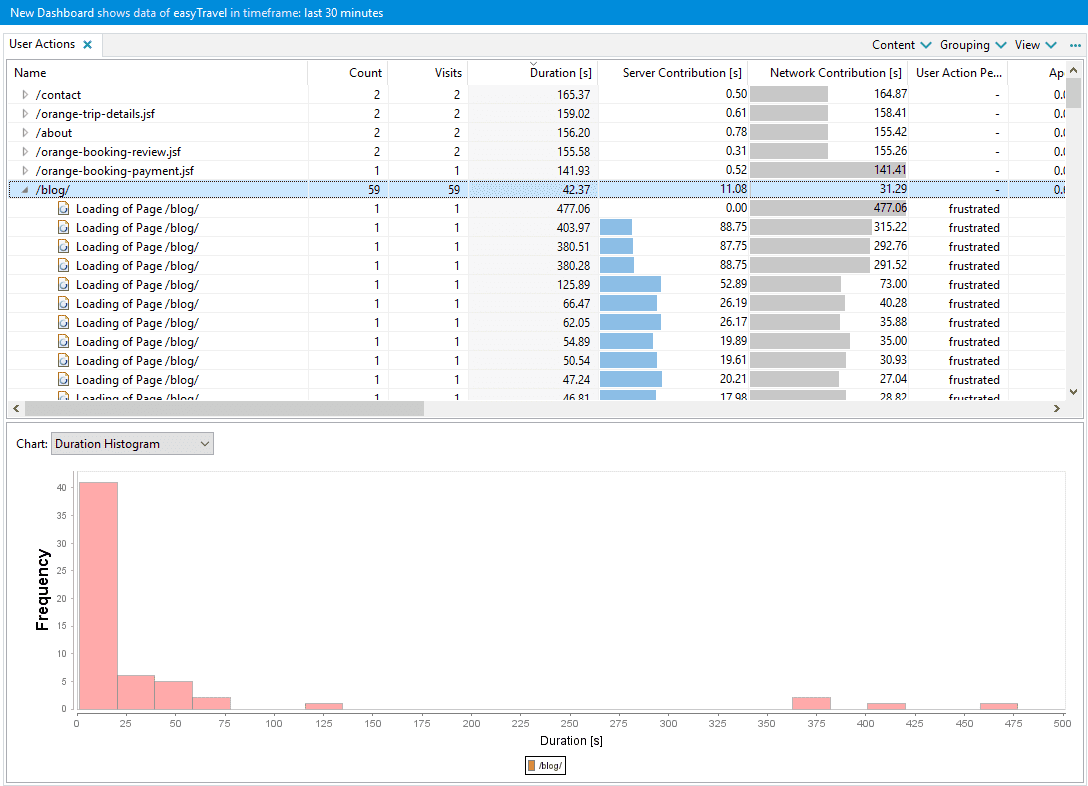 New Dashboard shows data of easyTravel in timeframe: last 30 minutes
User Actions
Content Grouping View
Name Count Visits Duration [s] Server Contribution [s] Network Contribution [s] User Action Pe... Ap
/contact 2 2 165.37 0.50 164.87 - 0.0
/orange-trip-details.jsf 2 2 159.02 0.61 158.41 - 0.0
/about 2 2 156.20 0.78 155.42 - 0.0
/orange-booking-review.jsf 2 2 155.58 0.31 155.26 - 0.0
/orange-booking-payment.jsf 1 1 141.93 0.52 141.41 - 0.0
/blog/ 59 59 42.37 11.08 31.29 - 0.
Loading of Page /blog/ 1 1 477.06 0.00 477.06 frustrated
Loading of Page /blog/ 1 1 403.97 88.75 315.22 frustrated
Loading of Page /blog/ 1 1 380.51 87.75 292.76 frustrated
Loading of Page /blog/ 1 1 380.28 88.75 291.52 frustrated
Loading of Page /blog/ 1 1 125.89 52.89 73.00 frustrated
Loading of Page /blog/ 1 1 66.47 26.19 40.28 frustrated
Loading of Page /blog/ 1 1 62.05 26.17 35.88 frustrated
Loading of Page /blog/ 1 1 54.89 19.89 35.00 frustrated
Loading of Page /blog/ 1 1 50.54 19.61 30.93 frustrated
Loading of Page /blog/ 1 1 47.24 20.21 27.04 frustrated
Loading of Page /blog/ 1 1 46.81 17.98 28.82 frustrated
Chart: Duration Histogram
Frequency
40
35
30
25
20
15
10
5
0
0 25 50 75 100 125 150 175 200 225 250 275 300 325 350 375 400 425 450 475 500
Duration [s]
/blog/